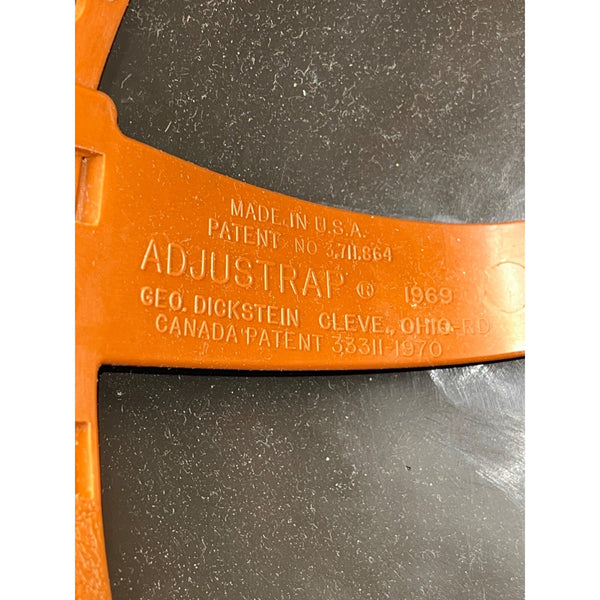 MADE IN U.S.A.
PATENT NO 3,711,864
ADJUSTRAP ® 1969
GEO. DICKSTEIN CLEVE., OHIO-RD
CANADA PATENT 33311-1970